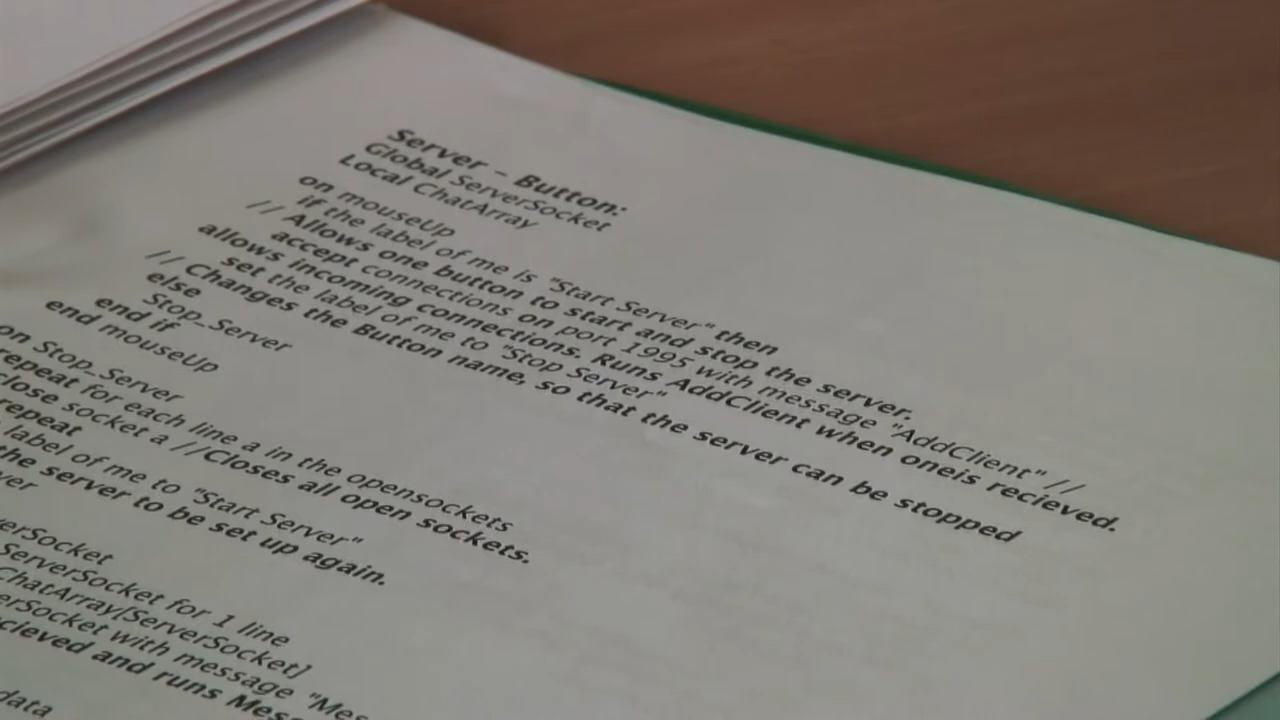 Server – Button:
Global ServerSocket
Local ChatArray
on mouseUp
if the label of me is "Start Server" then
// Allows one button to start and stop the server.
accept connections on port 1995 with message "AddClient" //
allows incoming connections. Runs AddClient when oneis recieved.
set the label of me to "Stop Server"
// Changes the Button name, so that the server can be stopped
else
Stop_Server
end if
end mouseUp
on Stop_Server
repeat for each line a in the opensockets
close socket a //Closes all open sockets.
repeat
label of me to "Start Server"
the server to be set up again.
ServerSocket for 1 line
ChatArray[ServerSocket]
with message
and runs
data